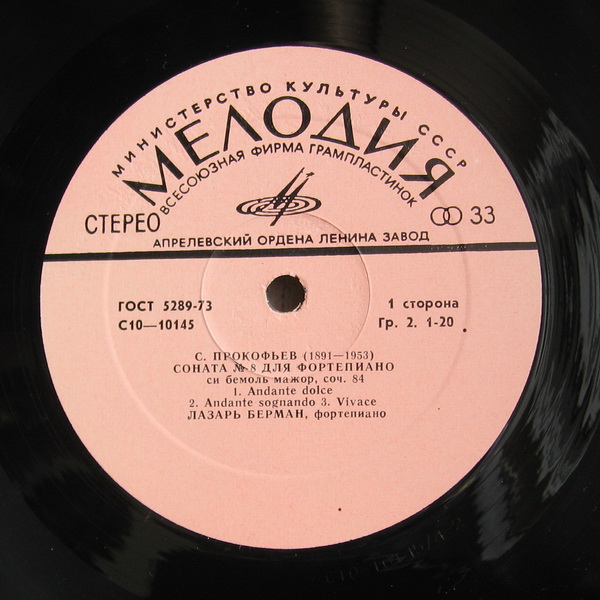 МИНИСТЕРСТВО КУЛЬТУРЫ СССР
МЕЛОДИЯ
ВСЕСОЮЗНАЯ ФИРМА ГРАМПЛАСТИНОК
СТЕРЕО
33
АПРЕЛЕВСКИЙ ОРДЕНА ЛЕНИНА ЗАВОД
ГОСТ 5289-73
1 сторона
С10—10145
Гр. 2. 1-20
С. ПРОКОФЬЕВ (1891—1953)
СОНАТА № 8 ДЛЯ ФОРТЕПИАНО
си бемоль мажор, соч. 84
1. Andante dolce
2. Andante sognando 3. Vivace
ЛАЗАРЬ БЕРМАН, фортепиано